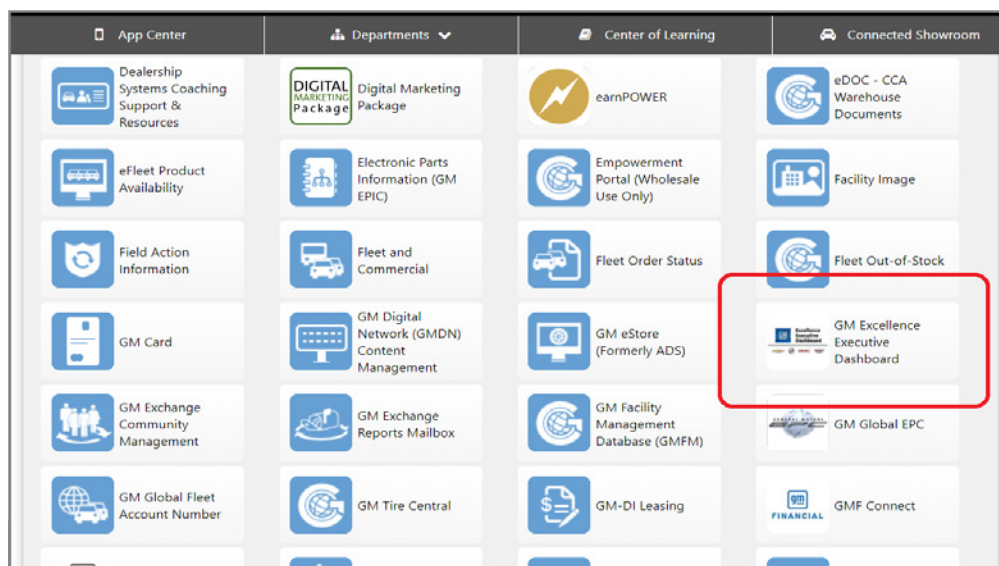 App Center
Departments
Center of Learning
Connected Showroom
Dealership
Systems Coaching
Support &
Resources
DIGITAL
MARKETING
Package
Digital Marketing
Package
earnPOWER
eDOC - CCA
Warehouse
Documents
eFleet Product
Availability
Electronic Parts
Information (GM
EPIC)
Empowerment
Portal (Wholesale
Use Only)
Facility Image
Field Action
Information
Fleet and
Commercial
Fleet Order Status
Fleet Out-of-Stock
GM Card
GM Digital
Network (GMDN)
Content
Management
GM eStore
(Formerly ADS)
Excellence
Executive
Dashboard
GM Excellence
Executive
Dashboard
GM Exchange
Community
Management
GM Exchange
Reports Mailbox
GM Facility
Management
Database (GMFM)
GM Global EPC
GM Global Fleet
Account Number
GM Tire Central
GM-DI Leasing
gm
FINANCIAL
GMF Connect